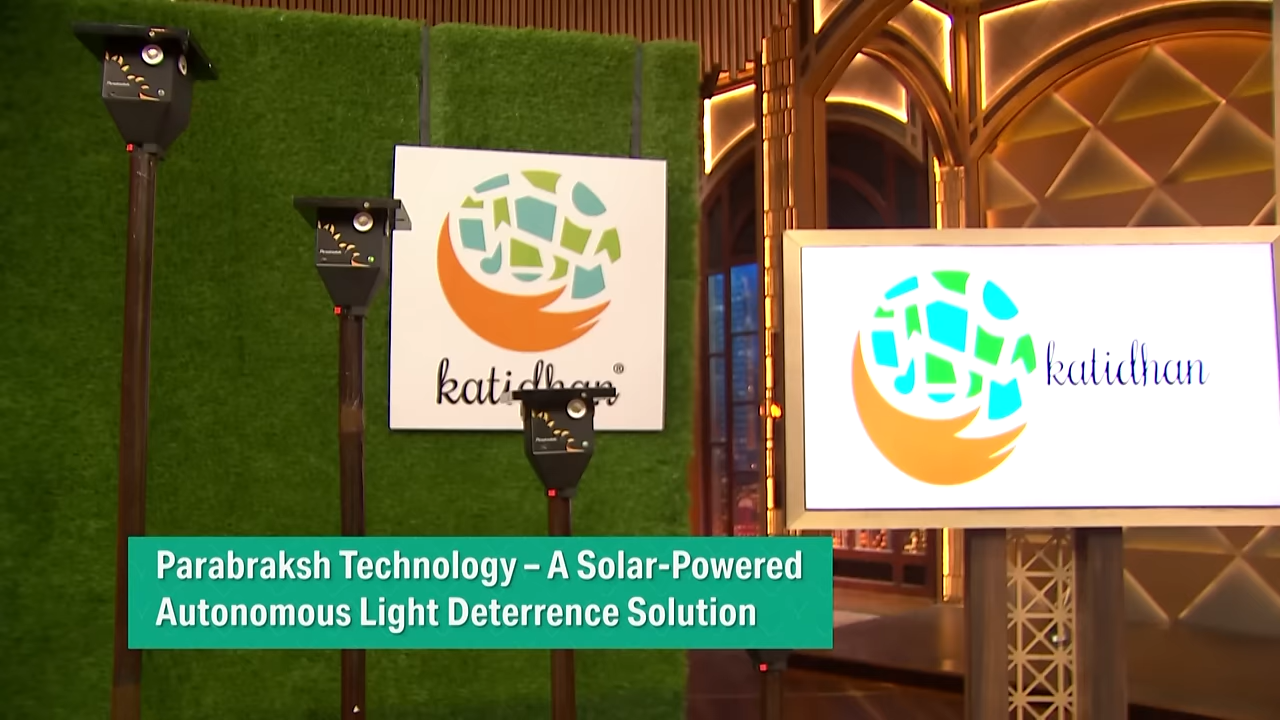 katidhan®
katidhan
Parabraksh Technology – A Solar-Powered
Autonomous Light Deterrence Solution